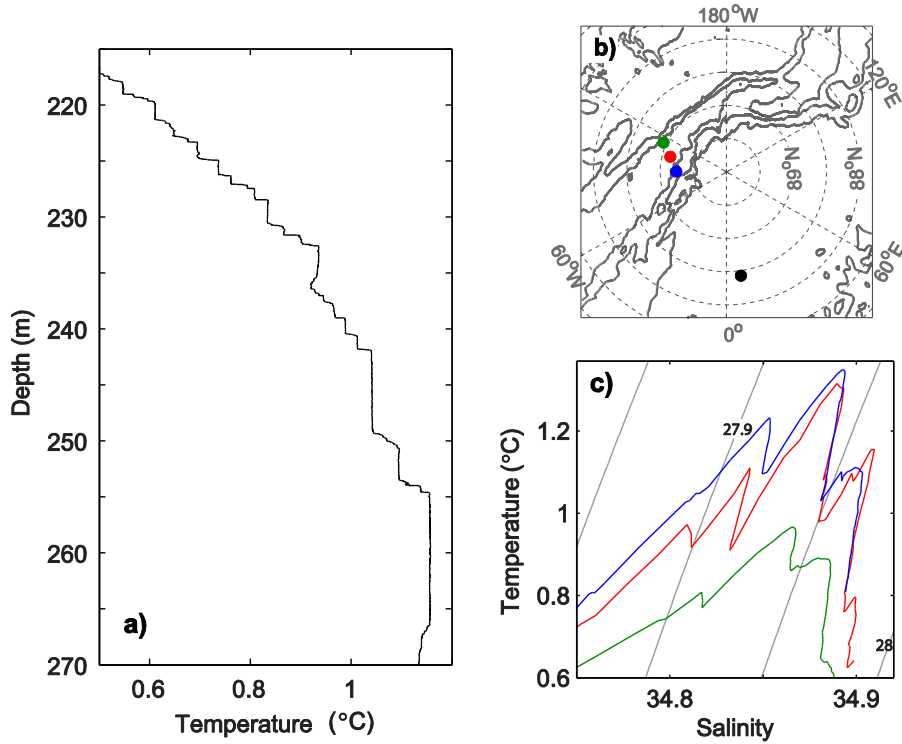 220
230
240
250
260
270
Depth (m)
a)
0.6
0.8
1
Temperature (°C)
b)
180°W
120°E
89°N
88°N
60°W
60°E
0°
c)
27.9
28
1.2
1
0.8
0.6
Temperature (°C)
34.8
34.9
Salinity